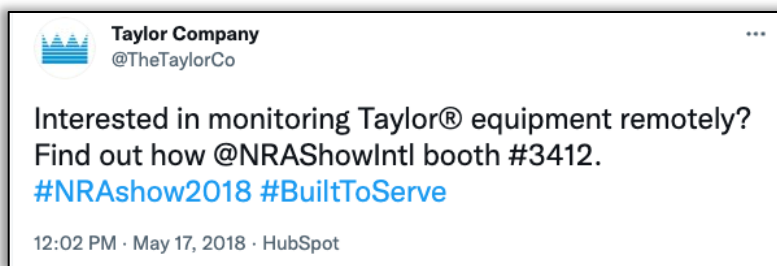 Taylor Company
@TheTaylorCo
Interested in monitoring Taylor® equipment remotely?
Find out how @NRAShowIntl booth #3412.
#NRAshow2018 #BuiltToServe
12:02 PM · May 17, 2018 · HubSpot